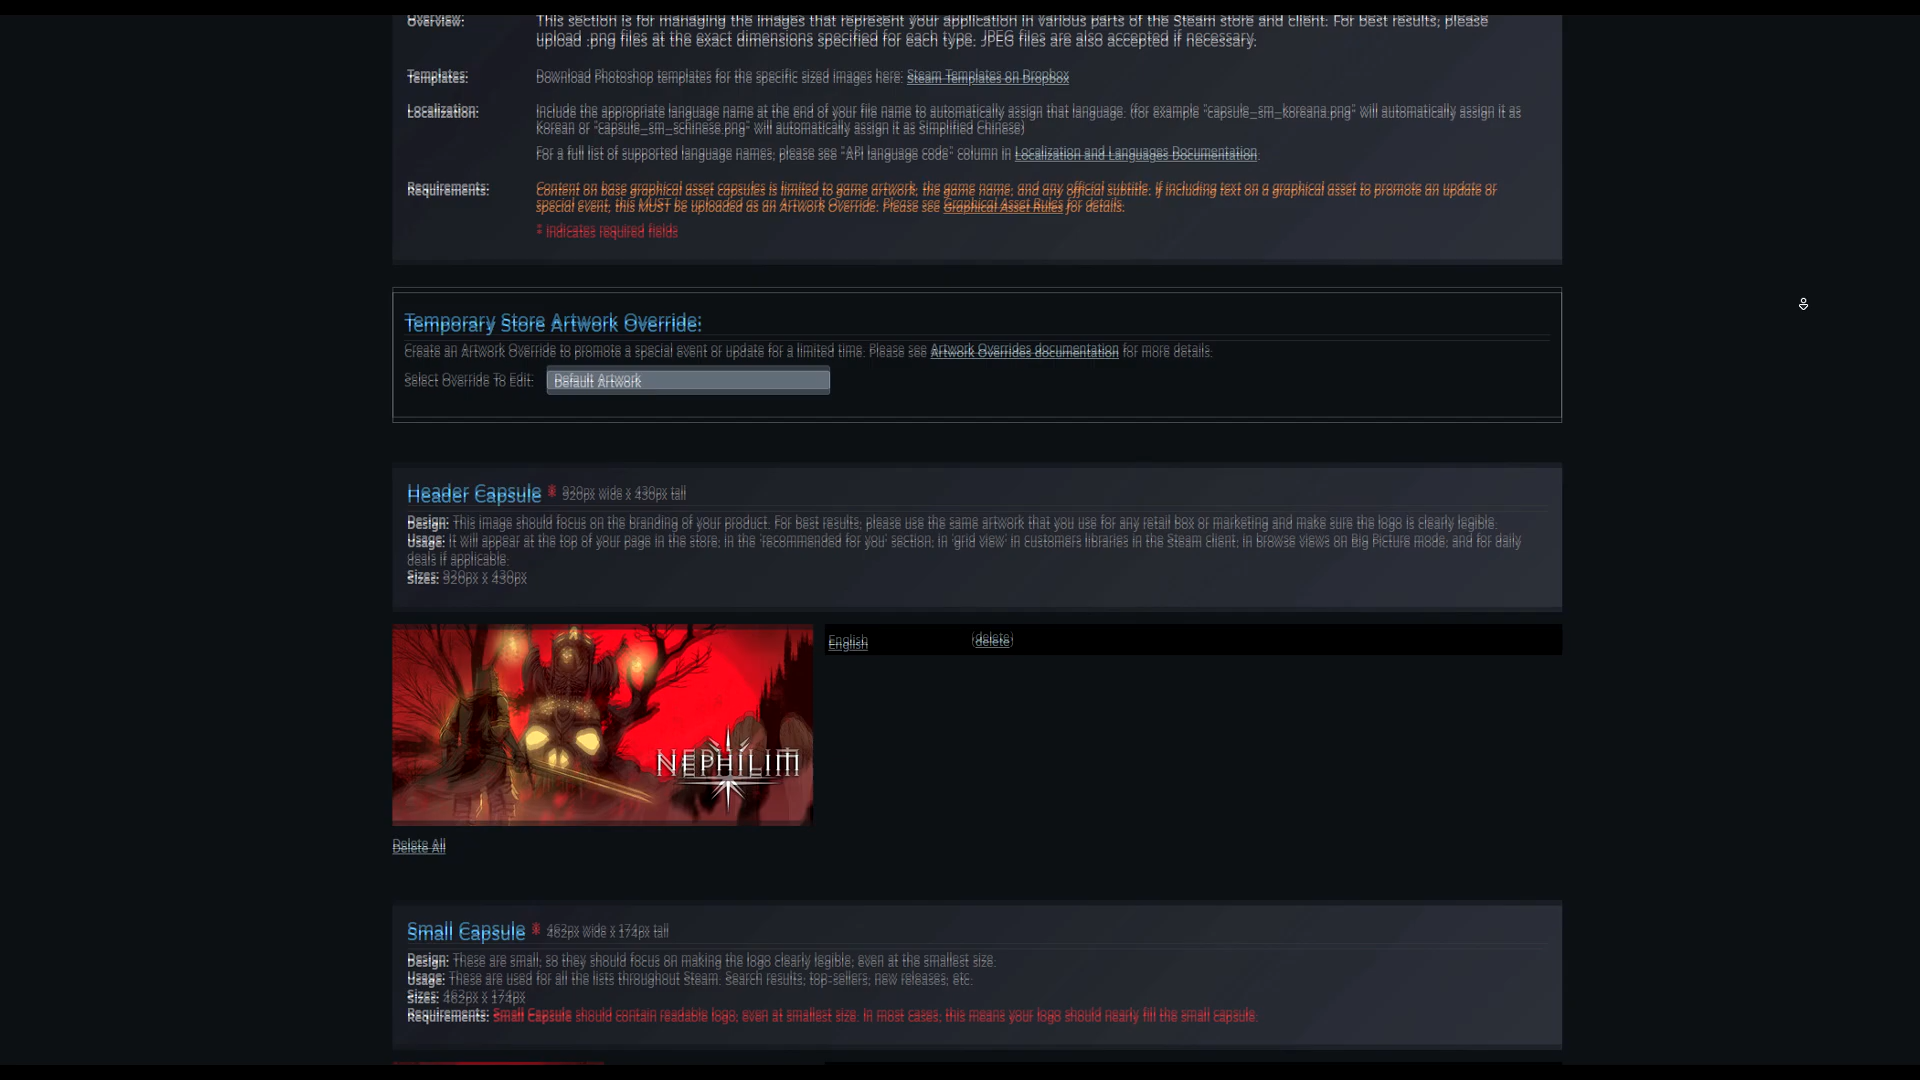 Overview: This section is for managing the images that represent your application in various parts of the Steam store and client. For best results, please
upload .png files at the exact dimensions specified for each type. JPEG files are also accepted if necessary.
Templates: Download Photoshop templates for the specific sized images here: Steam Templates on Dropbox
Localization: Include the appropriate language name at the end of your file name to automatically assign that language. (for example "capsule_sm_koreana.png" will automatically assign it as
Korean or "capsule_sm_schinese.png" will automatically assign it as Simplified Chinese)
For a full list of supported language names, please see "API language code" column in Localization and Languages Documentation.
Requirements: Content on base graphical asset capsules is limited to game artwork, the game name, and any official subtitle. If including text on a graphical asset to promote an update or
special event, this MUST be uploaded as an Artwork Override. Please see Graphical Asset Rules for details.
* Indicates required fields
Temporary Store Artwork Override:
Create an Artwork Override to promote a special event or update for a limited time. Please see Artwork Overrides documentation for more details.
Select Override To Edit: Default Artwork
Header Capsule * 920px wide x 430px tall
Design: This image should focus on the branding of your product. For best results, please use the same artwork that you use for any retail box or marketing and make sure the logo is clearly legible.
Usage: It will appear at the top of your page in the store, in the 'recommended for you' section, in 'grid view' in customers libraries in the Steam client, in browse views on Big Picture mode, and for daily
deals if applicable.
Sizes: 920px x 430px
English (delete)
NEPHILIM
Delete All
Small Capsule * 462px wide x 174px tall
Design: These are small, so they should focus on making the logo clearly legible, even at the smallest size.
Usage: These are used for all the lists throughout Steam. Search results, top-sellers, new releases, etc.
Sizes: 462px x 174px
Requirements: Small Capsule should contain readable logo, even at smallest size. In most cases, this means your logo should nearly fill the small capsule.